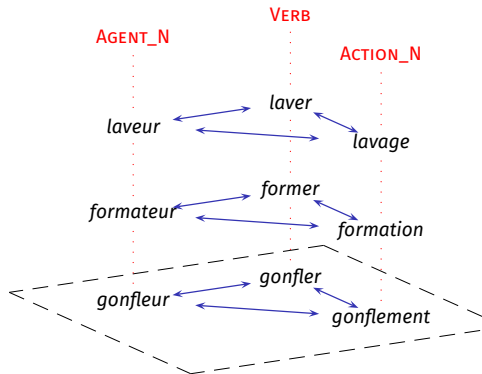 VERB
AGENT_N
ACTION_N
laver
laveur
lavage
former
formateur
formation
gonfler
gonfleur
gonflement